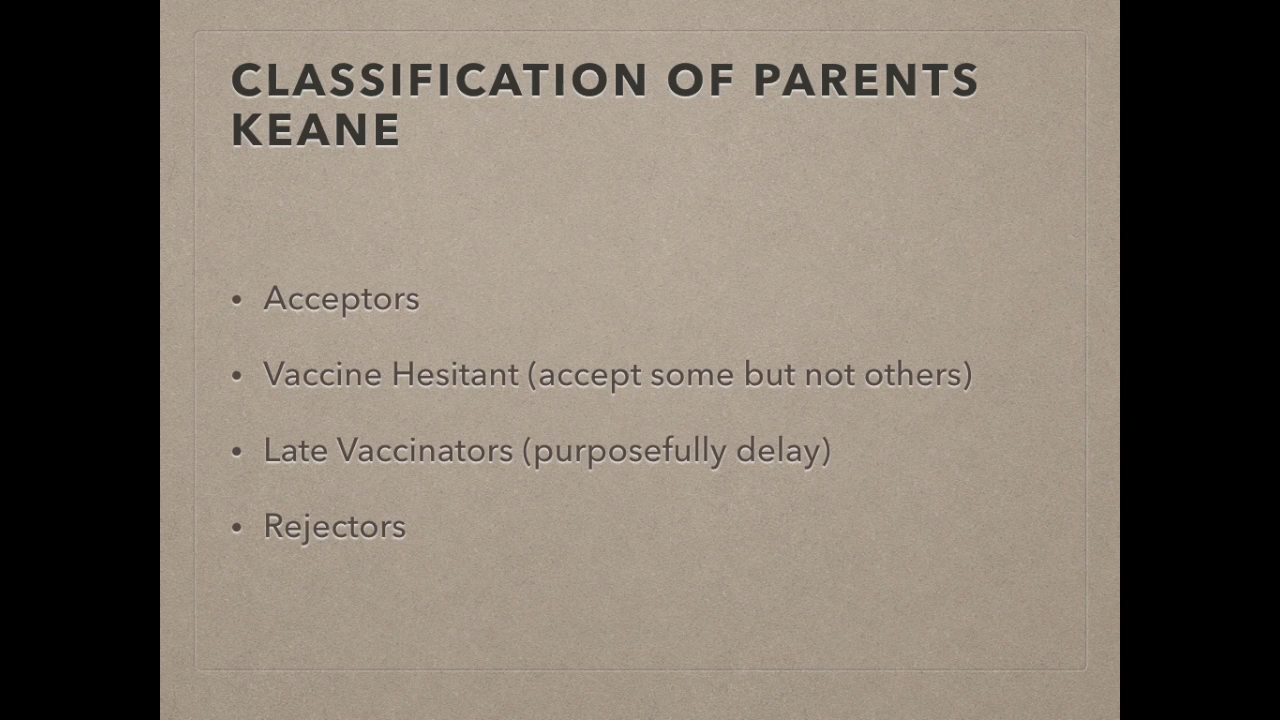 CLASSIFICATION OF PARENTS
KEANE
• Acceptors
• Vaccine Hesitant (accept some but not others)
• Late Vaccinators (purposefully delay)
• Rejectors